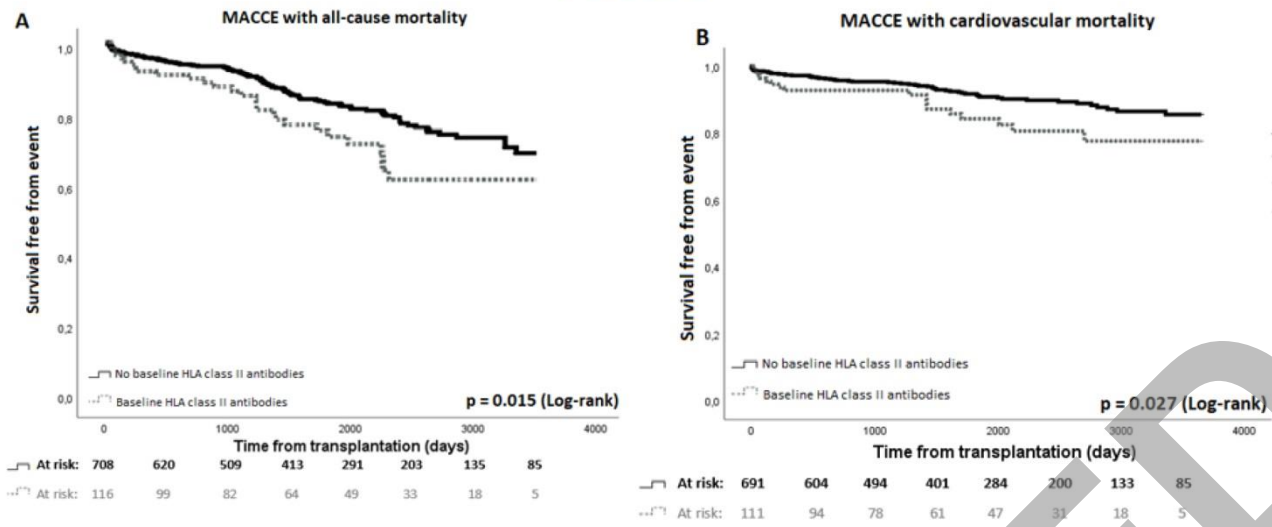 A
MACCE with all-cause mortality
Survival free from event
1,0
0,8
0,6
0,4
0,2
0,0
No baseline HLA class II antibodies
Baseline HLA class II antibodies
p = 0.015 (Log-rank)
0 1000 2000 3000 4000
Time from transplantation (days)
At risk: 708 620 509 413 291 203 135 85
At risk: 116 99 82 64 49 33 18 5
B
MACCE with cardiovascular mortality
Survival free from event
1,0
0,8
0,6
0,4
0,2
0,0
No baseline HLA class II antibodies
Baseline HLA class II antibodies
p = 0.027 (Log-rank)
0 1000 2000 3000 4000
Time from transplantation (days)
At risk: 691 604 494 401 284 200 133 85
At risk: 111 94 78 61 47 31 18 5